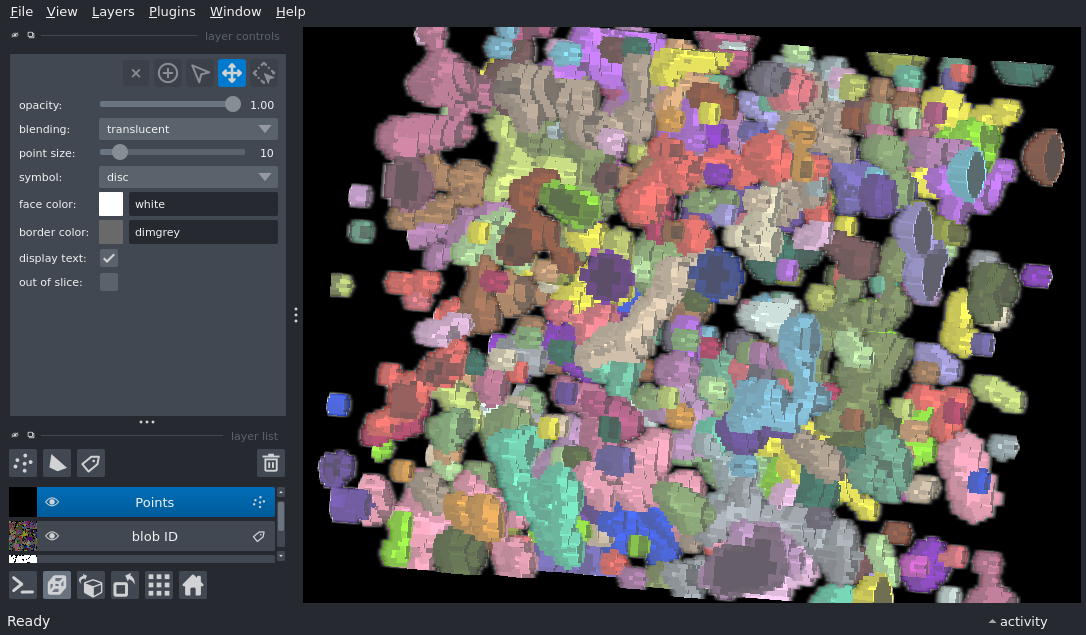 File View Layers Plugins Window Help
layer controls
opacity: 1.00
blending: translucent
point size: 10
symbol: disc
face color: white
border color: dimgrey
display text:
out of slice:
layer list
Points
blob ID
Ready
activity